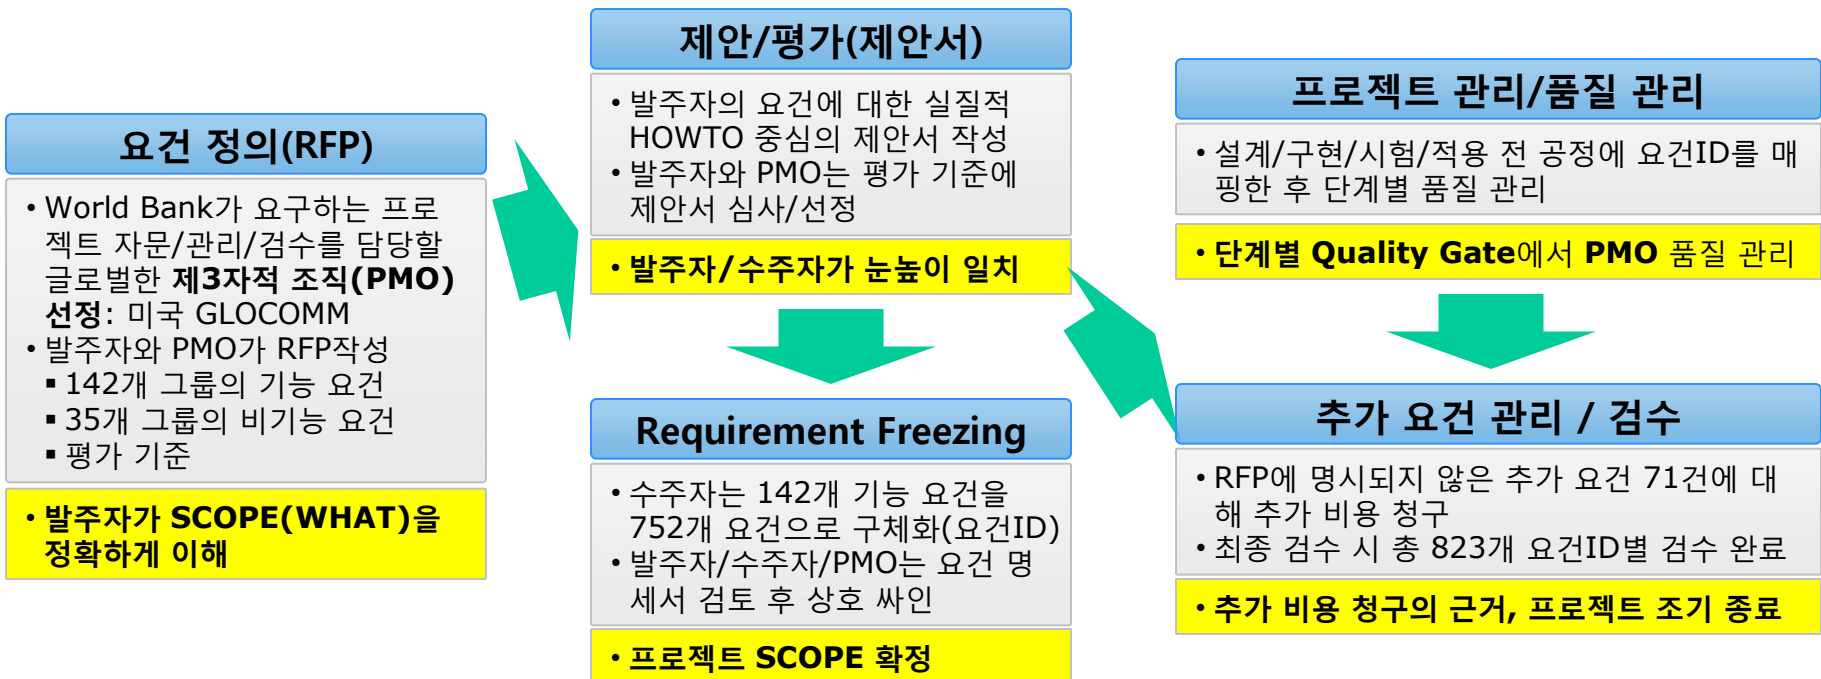 요건 정의(RFP)
• World Bank가 요구하는 프로
젝트 자문/관리/검수를 담당할
글로벌한 제3자적 조직(PMO)
선정: 미국 GLOCOMM
• 발주자와 PMO가 RFP작성
▪ 142개 그룹의 기능 요건
▪ 35개 그룹의 비기능 요건
▪ 평가 기준
• 발주자가 SCOPE(WHAT)을
정확하게 이해
제안/평가(제안서)
• 발주자의 요건에 대한 실질적
HOWTO 중심의 제안서 작성
• 발주자와 PMO는 평가 기준에
제안서 심사/선정
• 발주자/수주자가 눈높이 일치
Requirement Freezing
• 수주자는 142개 기능 요건을
752개 요건으로 구체화(요건ID)
• 발주자/수주자/PMO는 요건 명
세서 검토 후 상호 싸인
• 프로젝트 SCOPE 확정
프로젝트 관리/품질 관리
• 설계/구현/시험/적용 전 공정에 요건ID를 매
핑한 후 단계별 품질 관리
• 단계별 Quality Gate에서 PMO 품질 관리
추가 요건 관리 / 검수
• RFP에 명시되지 않은 추가 요건 71건에 대
해 추가 비용 청구
• 최종 검수 시 총 823개 요건ID별 검수 완료
• 추가 비용 청구의 근거, 프로젝트 조기 종료